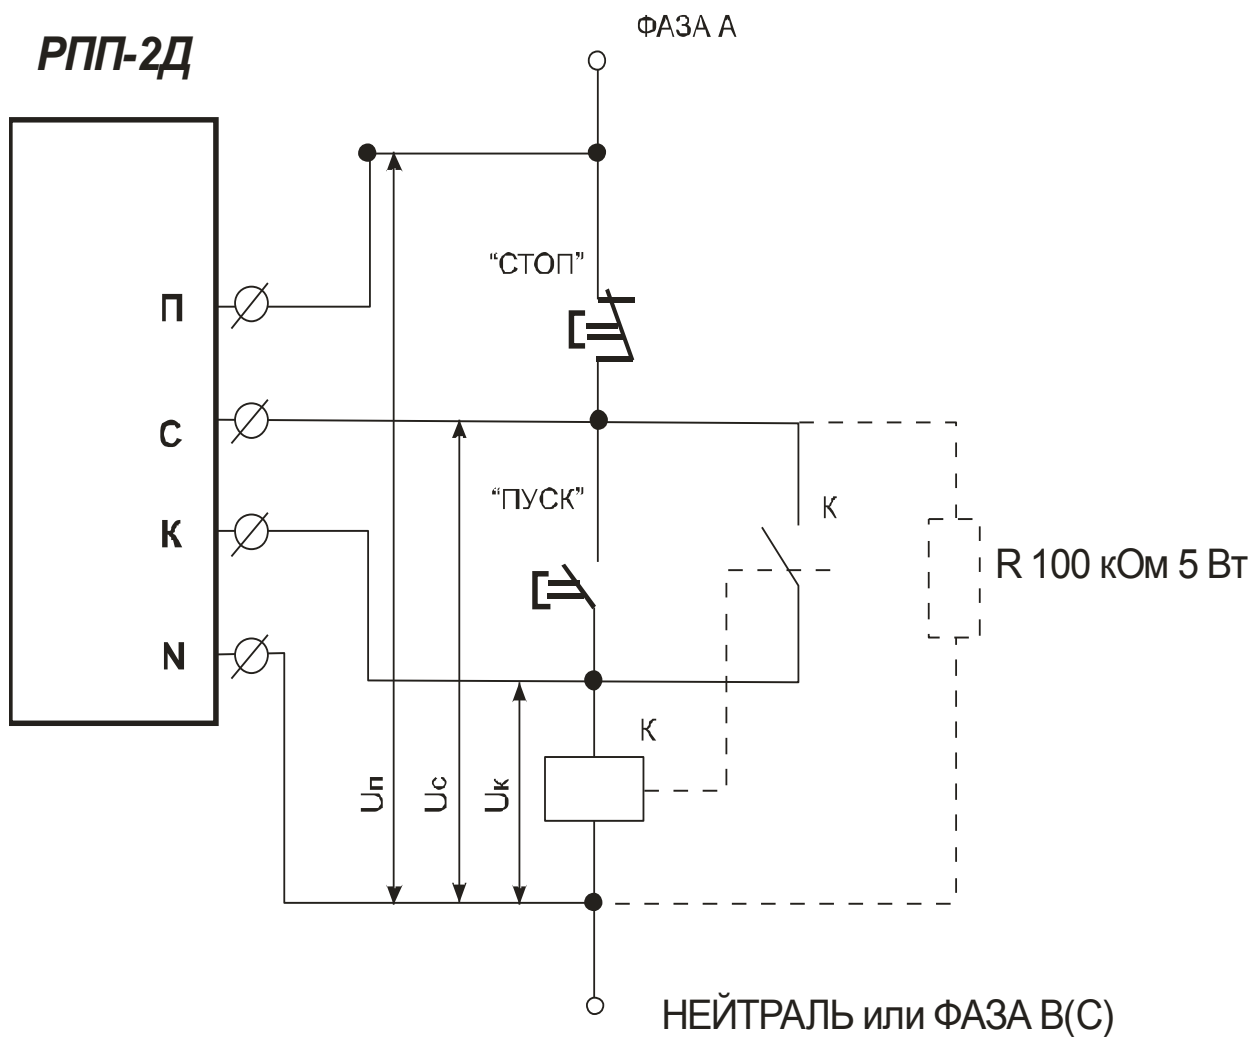 ФАЗА А
РПП-2Д
"СТОП"
П
С
"ПУСК"
К
К
R 100 кОм 5 Вт
N
К
Uп
Uс
Uк
НЕЙТРАЛЬ или ФАЗА В(С)